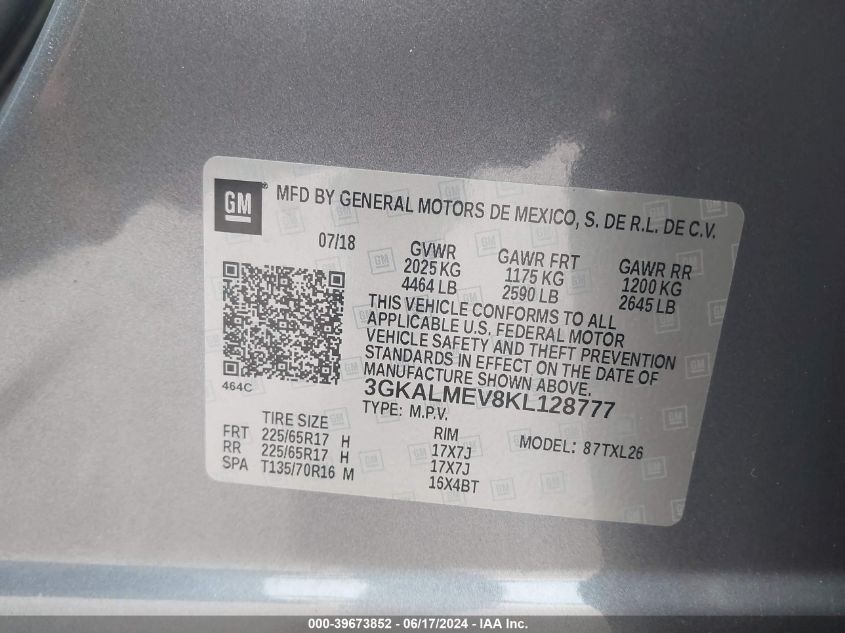 GM ® MFD BY GENERAL MOTORS DE MEXICO, S. DE R.L. DE C.V.
07/18 GVWR GAWR FRT GAWR RR
2025 KG 1175 KG 1200 KG
4464 LB 2590 LB 2645 LB
THIS VEHICLE CONFORMS TO ALL
APPLICABLE U.S. FEDERAL MOTOR
VEHICLE SAFETY AND THEFT PREVENTION
STANDARDS IN EFFECT ON THE DATE OF
MANUFACTURE SHOWN ABOVE.
464C 3GKALMEV8KL128777
TYPE: M.P.V.
TIRE SIZE RIM MODEL: 87TXL26
FRT 225/65R17 H 17X7J
RR 225/65R17 H 17X7J
SPA T135/70R16 M 16X4BT
000-39673852 - 06/17/2024 - IAA Inc.